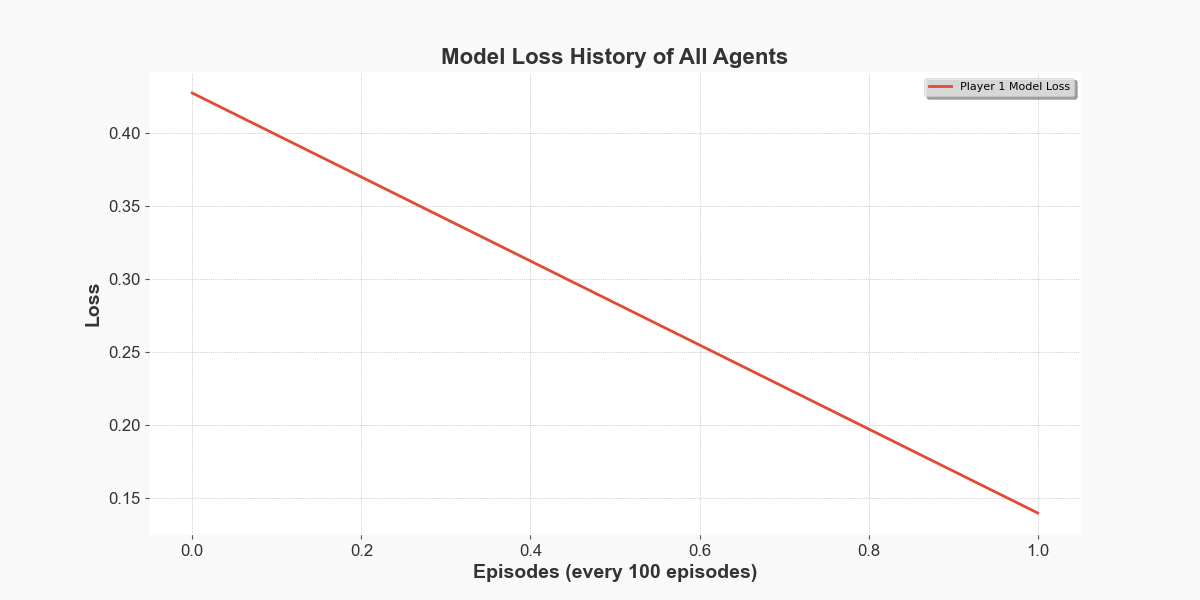 Model Loss History of All Agents
Player 1 Model Loss
0.40
0.35
0.30
0.25
0.20
0.15
Loss
0.0 0.2 0.4 0.6 0.8 1.0
Episodes (every 100 episodes)